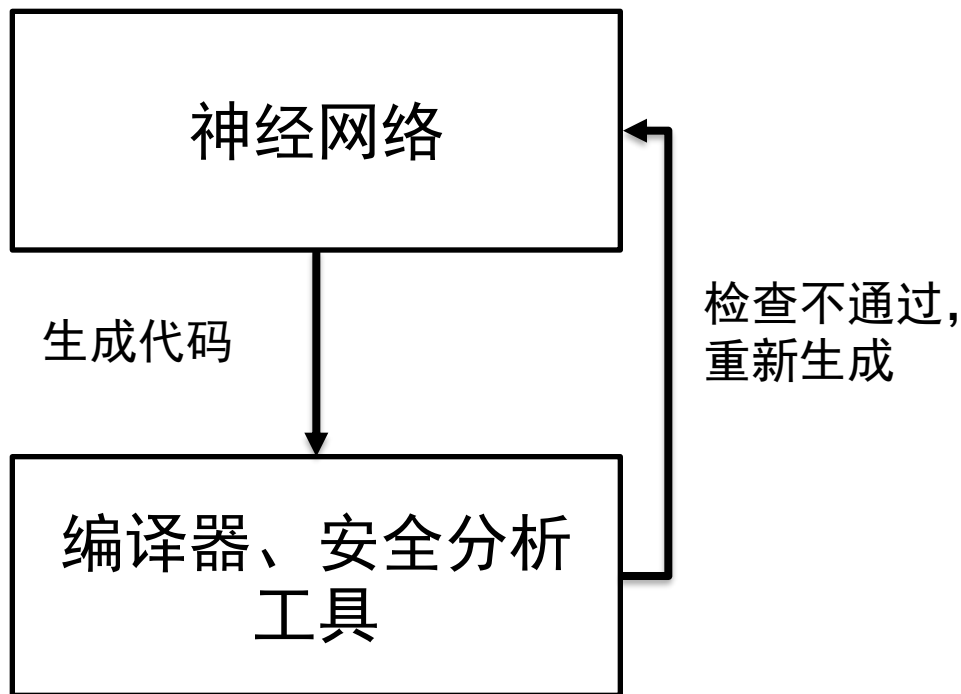 神经网络
生成代码
检查不通过，
重新生成
编译器、安全分析
工具